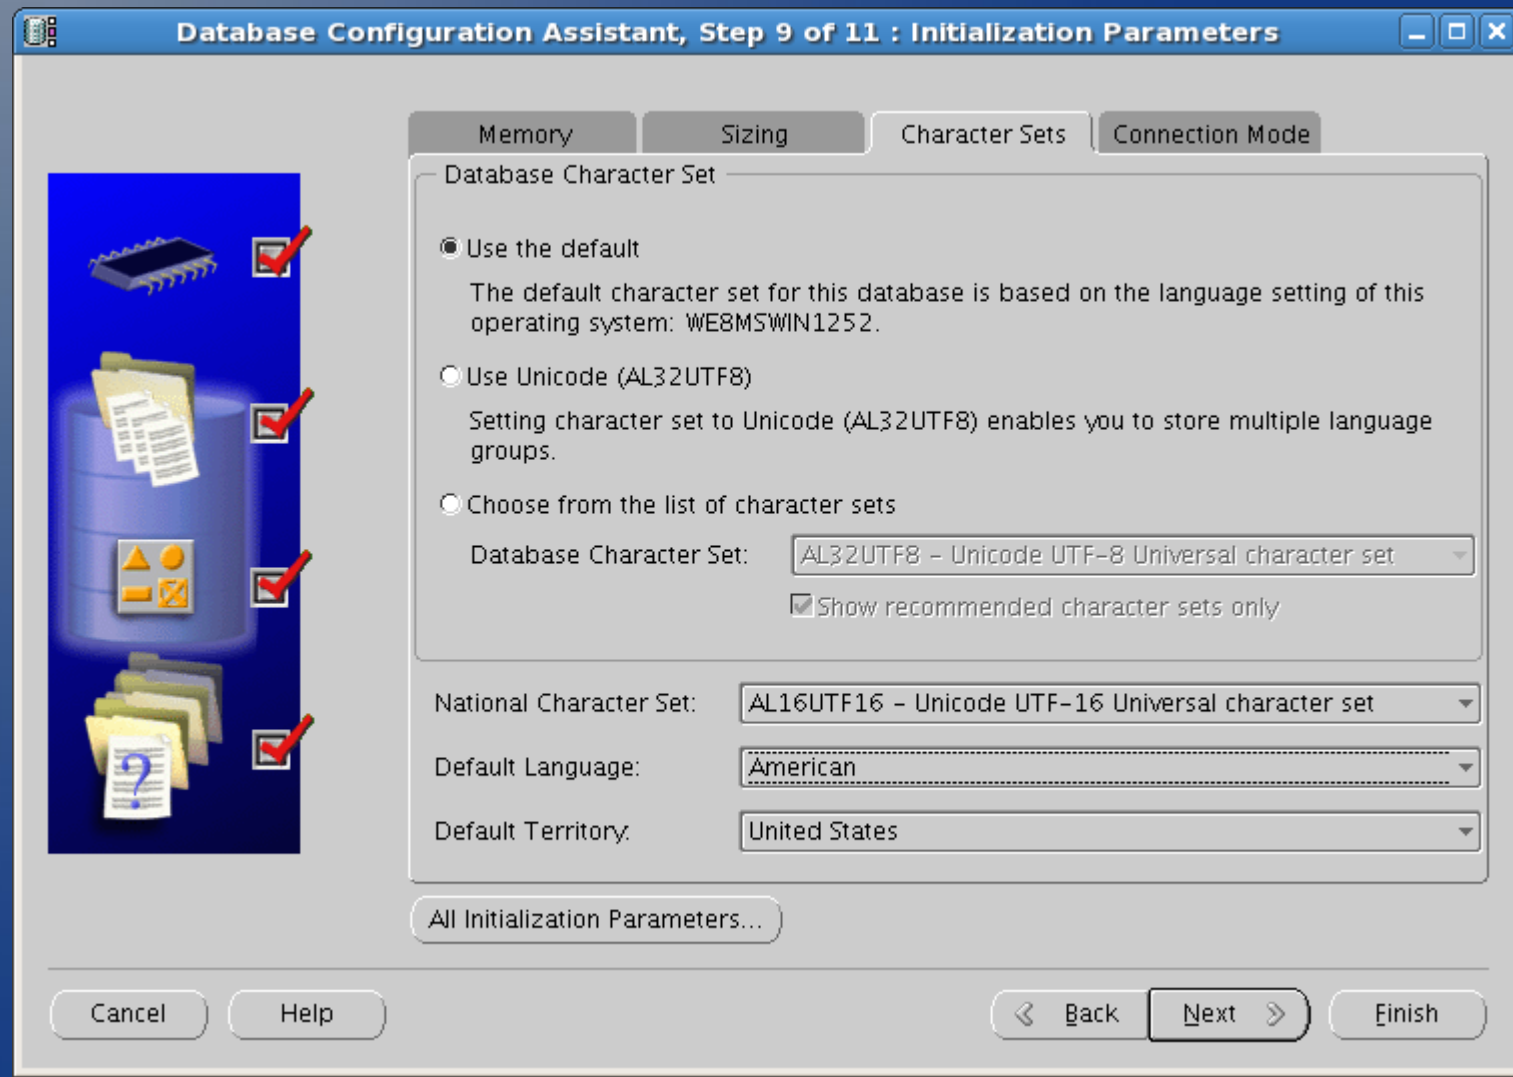 Database Configuration Assistant, Step 9 of 11 : Initialization Parameters
Memory
Sizing
Character Sets
Connection Mode
Database Character Set
Use the default
The default character set for this database is based on the language setting of this
operating system: WE8MSWIN1252.
Use Unicode (AL32UTF8)
Setting character set to Unicode (AL32UTF8) enables you to store multiple language
groups.
Choose from the list of character sets
Database Character Set: AL32UTF8 – Unicode UTF–8 Universal character set
Show recommended character sets only
National Character Set: AL16UTF16 – Unicode UTF–16 Universal character set
Default Language: American
Default Territory: United States
?
All Initialization Parameters...
Cancel
Help
Back
Next
Finish